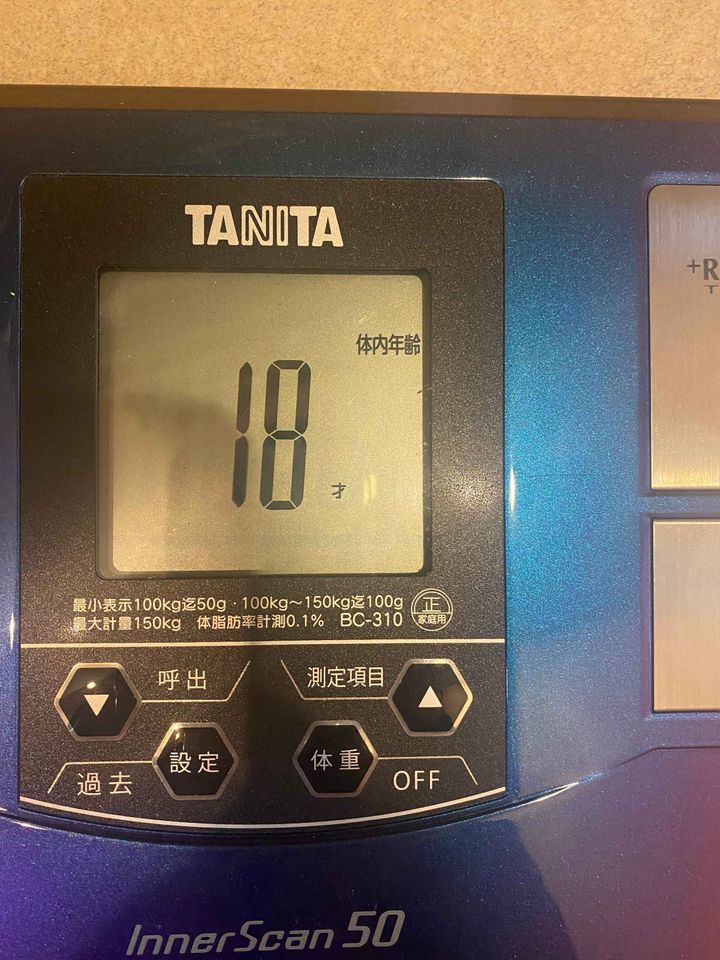 TANITA
体内年齢
18 才
最小表示100kg迄50g・100kg～150kg迄100g
最大計量150kg 体脂肪率計測0.1% BC-310
正
家庭用
呼出 測定項目
設定 体重
過去 OFF
InnerScan 50
+R
T